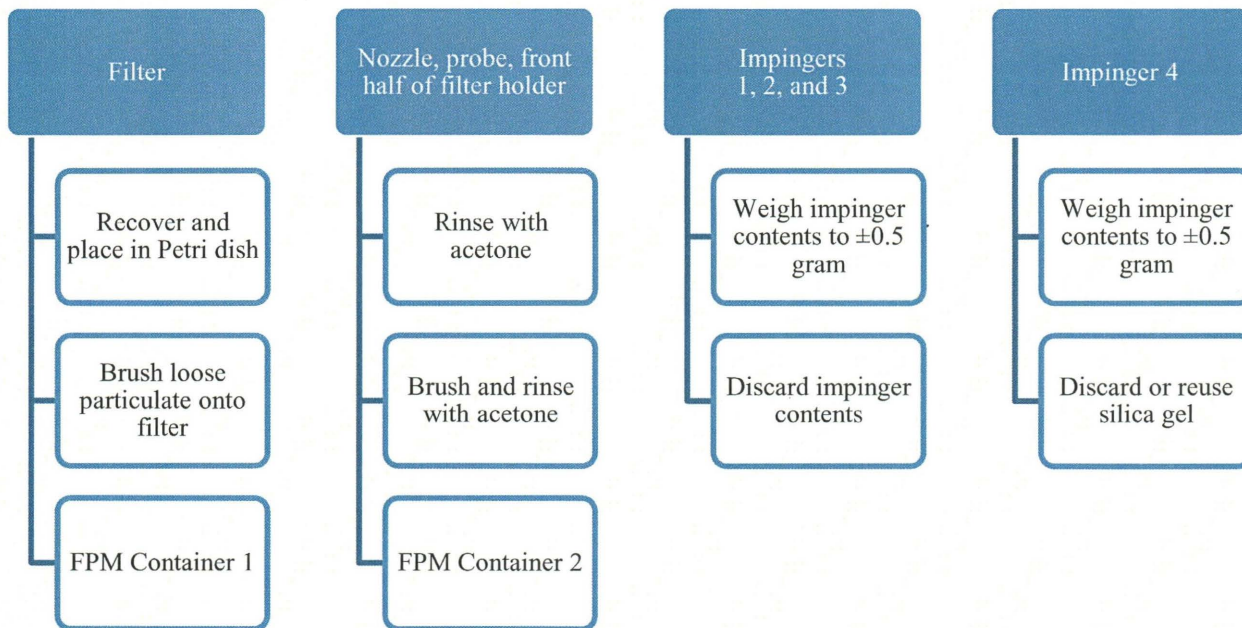 Filter
Recover and
place in Petri dish
Brush loose
particulate onto
filter
FPM Container 1
Nozzle, probe, front
half of filter holder
Rinse with
acetone
Brush and rinse
with acetone
FPM Container 2
Impingers
1, 2, and 3
Weigh impinger
contents to ±0.5
gram
Discard impinger
contents
Impinger 4
Weigh impinger
contents to ±0.5
gram
Discard or reuse
silica gel